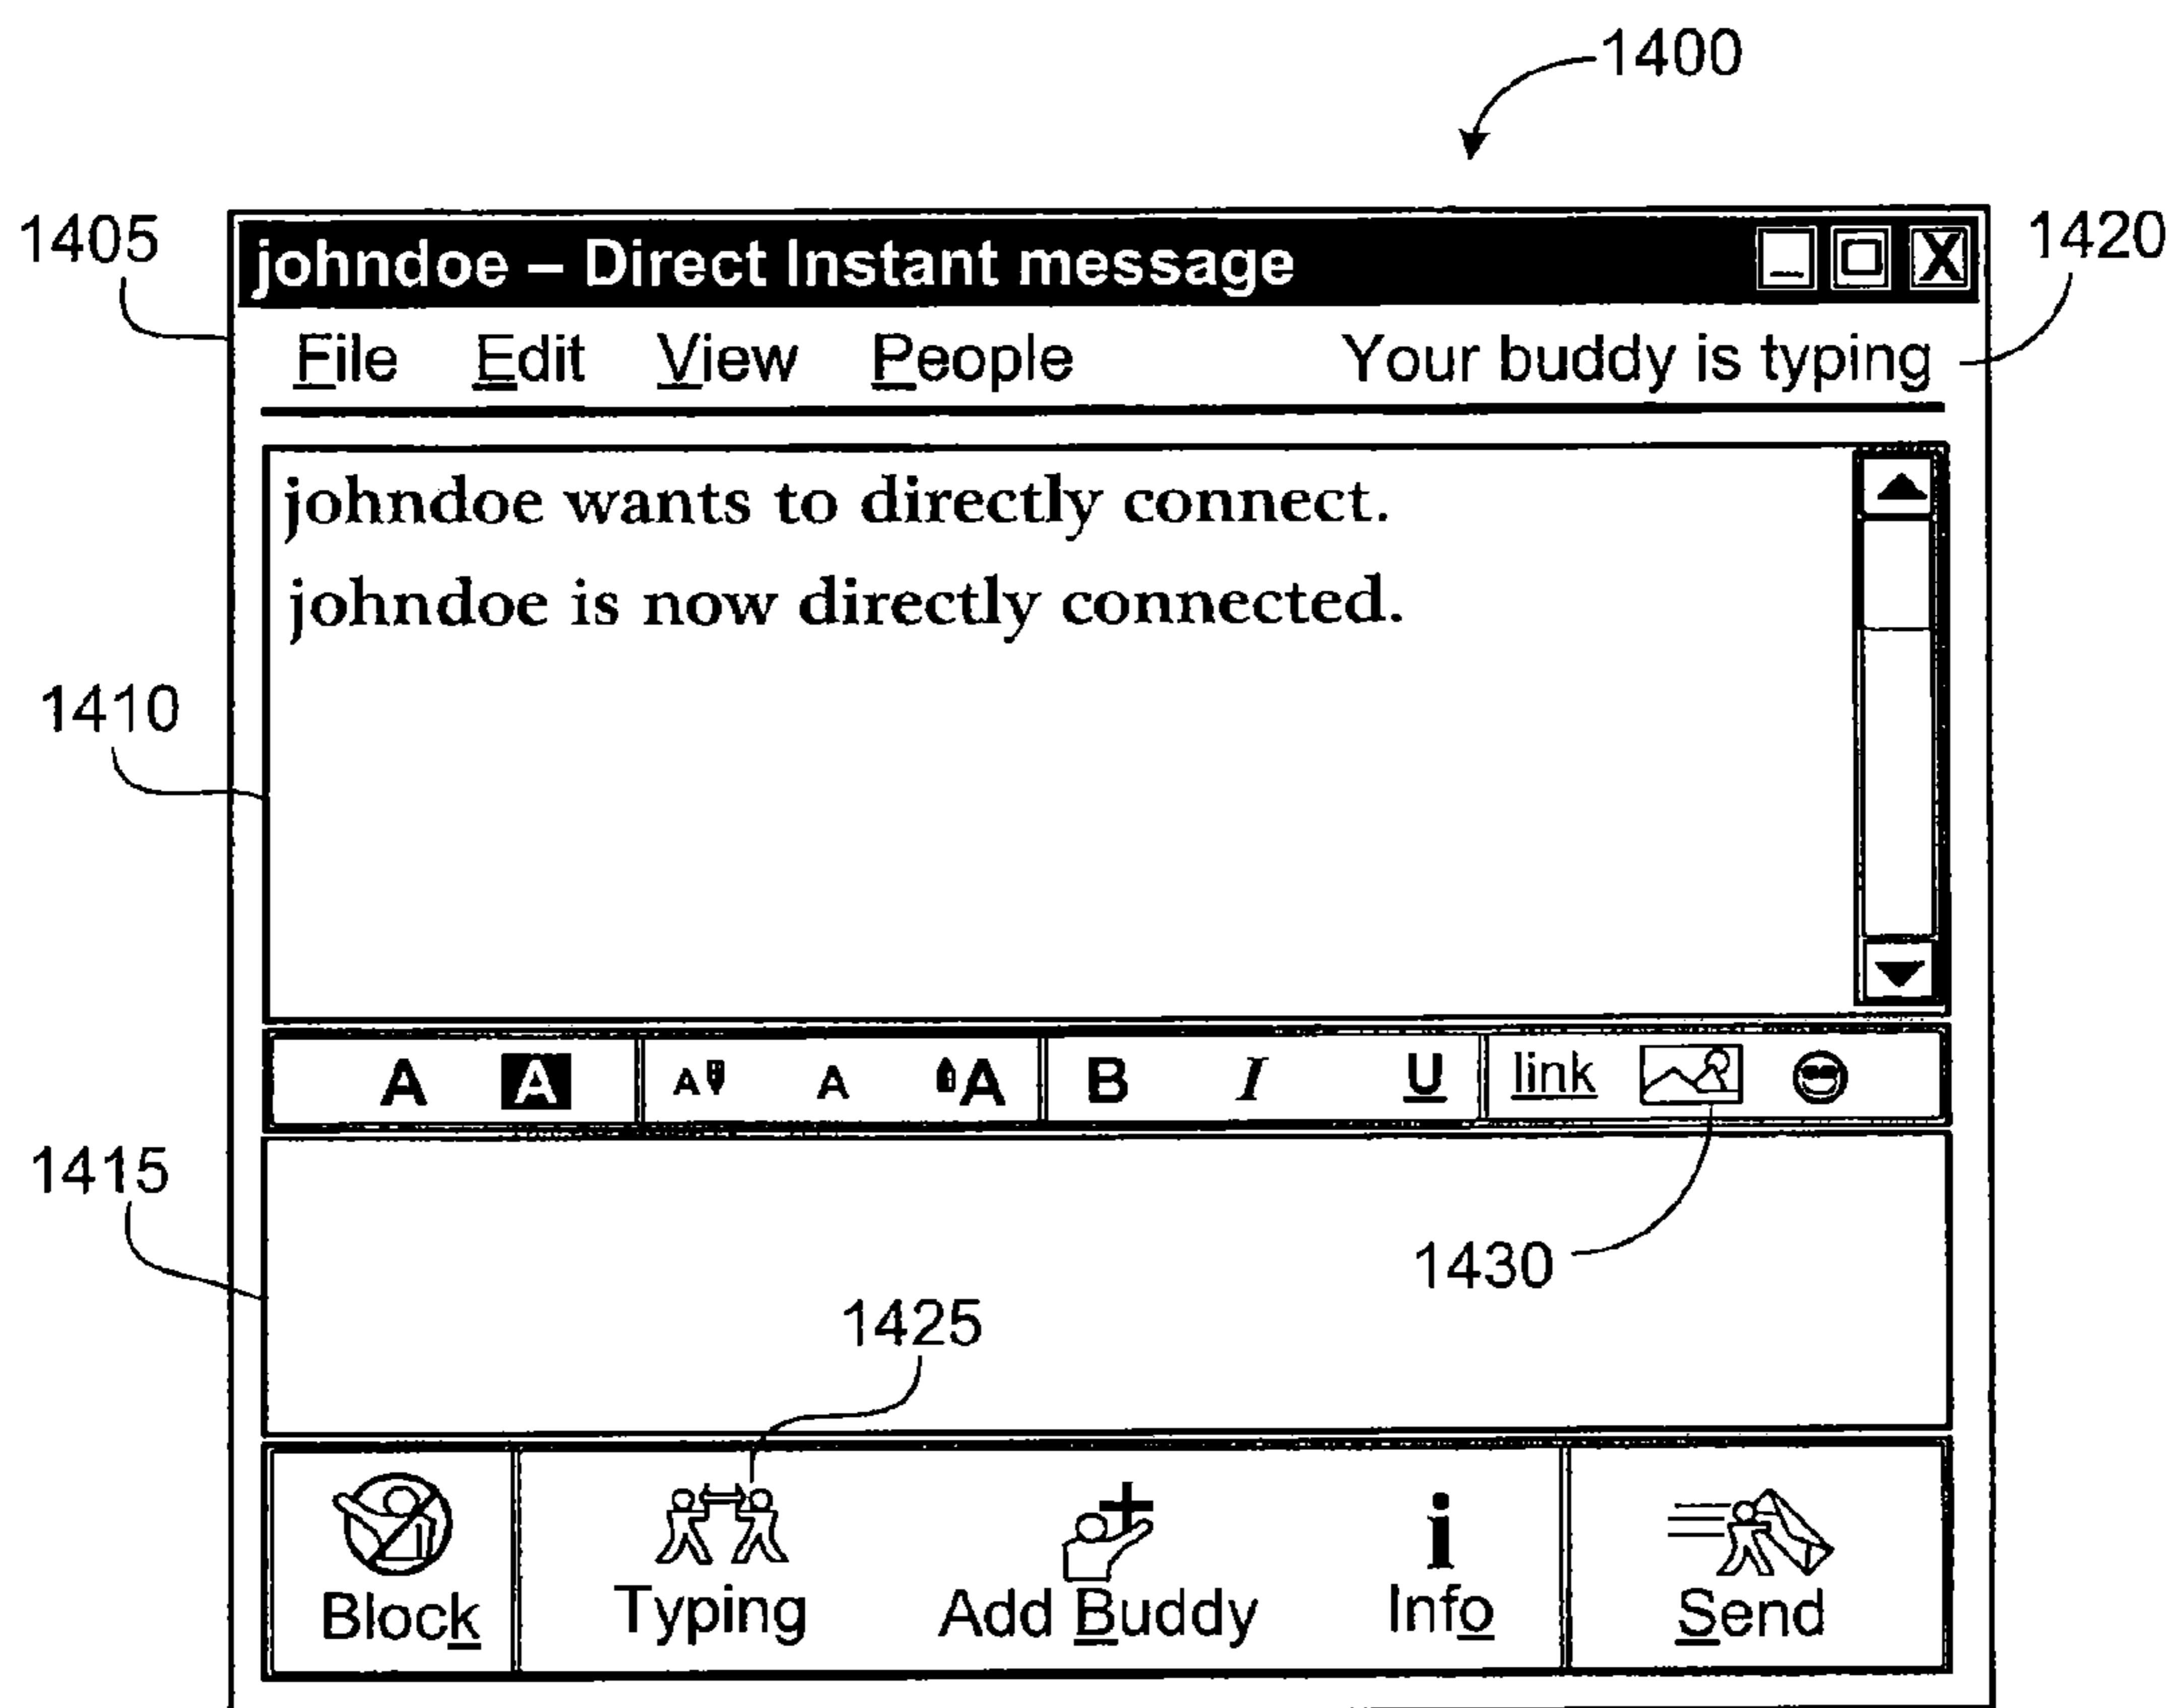 1400
1405
johndoe – Direct Instant message
X
1420
File Edit View People Your buddy is typing
johndoe wants to directly connect.
johndoe is now directly connected.
1410
A A A A A B I U link
1415
1430
1425
Block Typing Add Buddy i Info Send